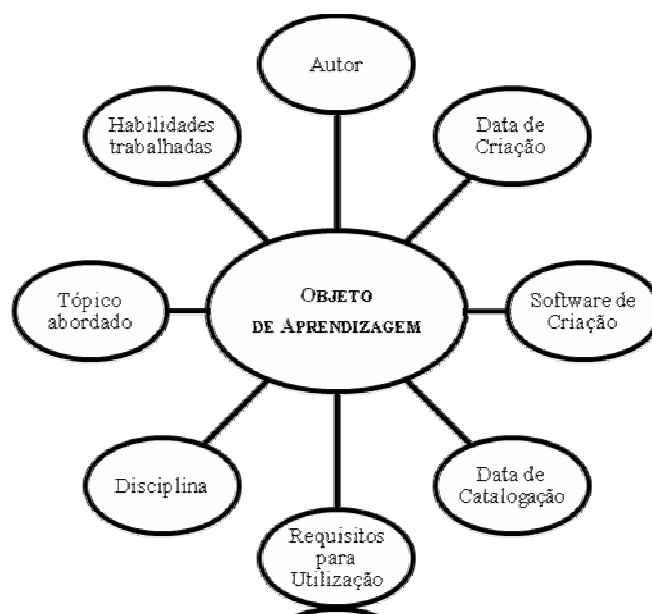 Autor
Habilidades
trabalhadas
Data de
Criação
OBJETO
DE APRENDIZAGEM
Tópico
abordado
Software de
Criação
Disciplina
Data de
Catalogação
Requisitos
para
Utilização